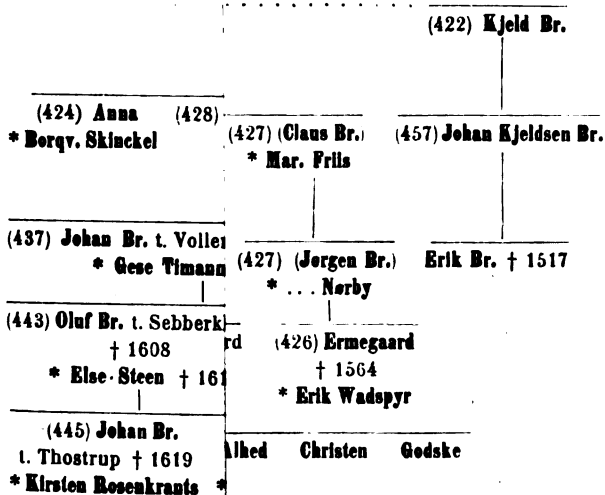 (422) Kjeld Br.
(424) Anna (428)
* Borqv. Skinckel
(427) (Claus Br.)
* Mar. Friis
(457) Johan Kjeldsen Br.
(437) Johan Br. t. Voller
* Gese Timann
(427) (Jørgen Br.)
* ... Nørby
Erik Br. † 1517
(443) Oluf Br. t. Sebberk
† 1608
* Else Steen † 161
rd (426) Ermegaard
† 1564
* Erik Wadspyr
(445) Johan Br.
t. Thostrup † 1619
* Kirsten Rosenkrants *
Alhed Christen Godske